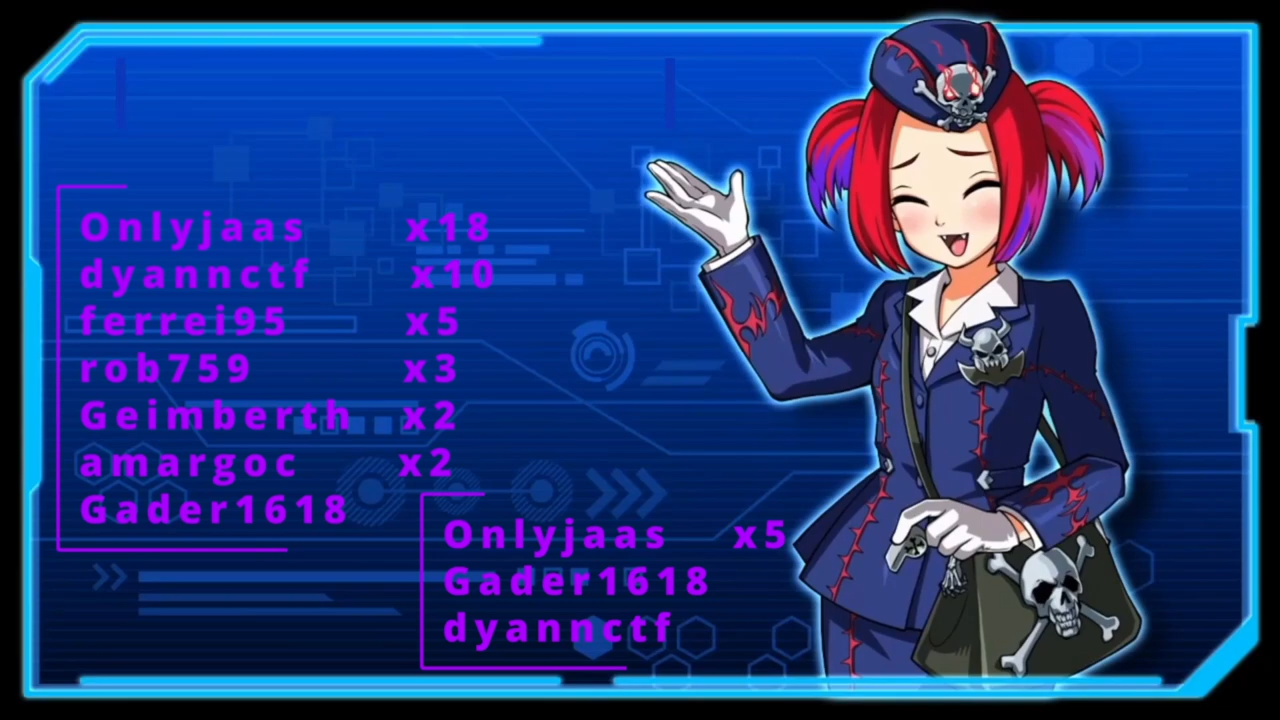 Onlyjaas x18
dyannctf x10
ferrei95 x5
rob759 x3
Geimberth x2
amargoc x2
Gader1618
Onlyjaas x5
Gader1618
dyannctf